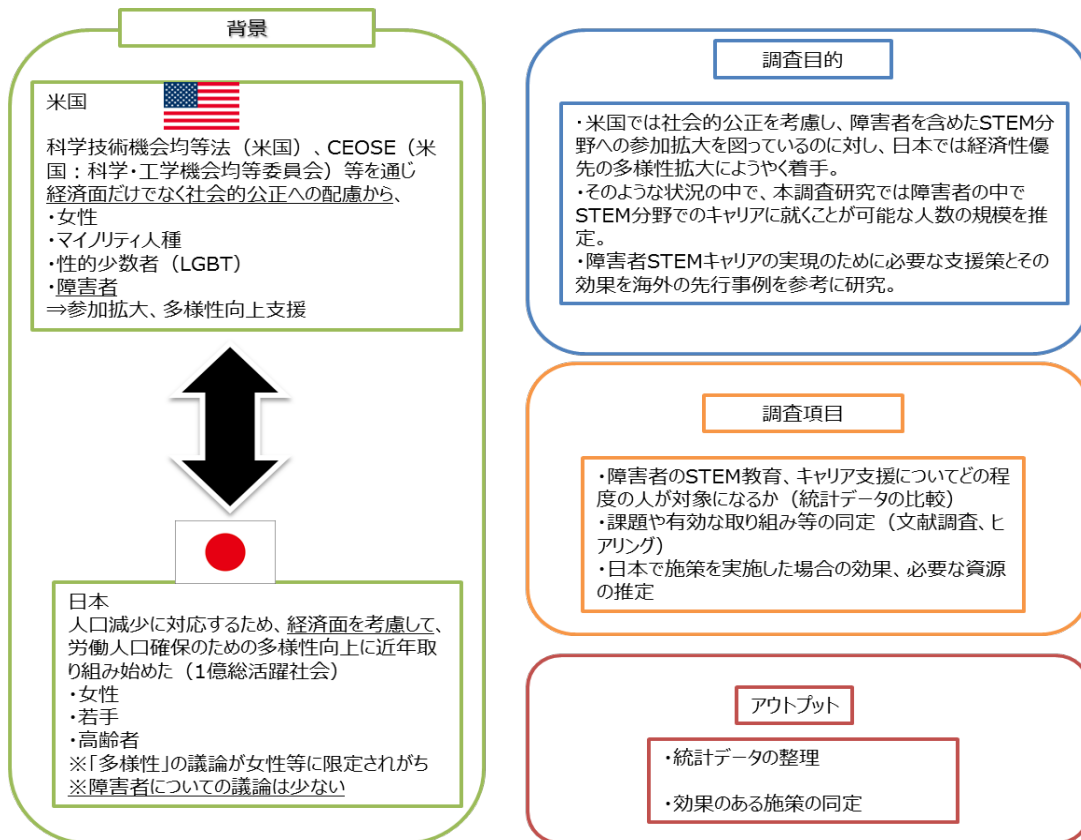 背景
米国
科学技術機会均等法（米国）、CEOSE（米
国：科学・工学機会均等委員会）等を通じ
経済面だけでなく社会的公正への配慮から、
・女性
・マイノリティ人種
・性的少数者（LGBT）
・障害者
⇒参加拡大、多様性向上支援
日本
人口減少に対応するため、経済面を考慮して、
労働人口確保のための多様性向上に近年取
り組み始めた（1億総活躍社会）
・女性
・若手
・高齢者
※「多様性」の議論が女性等に限定されがち
※障害者についての議論は少ない
調査目的
・米国では社会的公正を考慮し、障害者を含めたSTEM分
野への参加拡大を図っているのに対し、日本では経済性優
先の多様性拡大にようやく着手。
・そのような状況の中で、本調査研究では障害者の中で
STEM分野でのキャリアに就くことが可能な人数の規模を推
定。
・障害者STEMキャリアの実現のために必要な支援策とその
効果を海外の先行事例を参考に研究。
調査項目
・障害者のSTEM教育、キャリア支援についてどの程
度の人が対象になるか（統計データの比較）
・課題や有効な取り組み等の同定（文献調査、ヒ
アリング）
・日本で施策を実施した場合の効果、必要な資源
の推定
アウトプット
・統計データの整理
・効果のある施策の同定